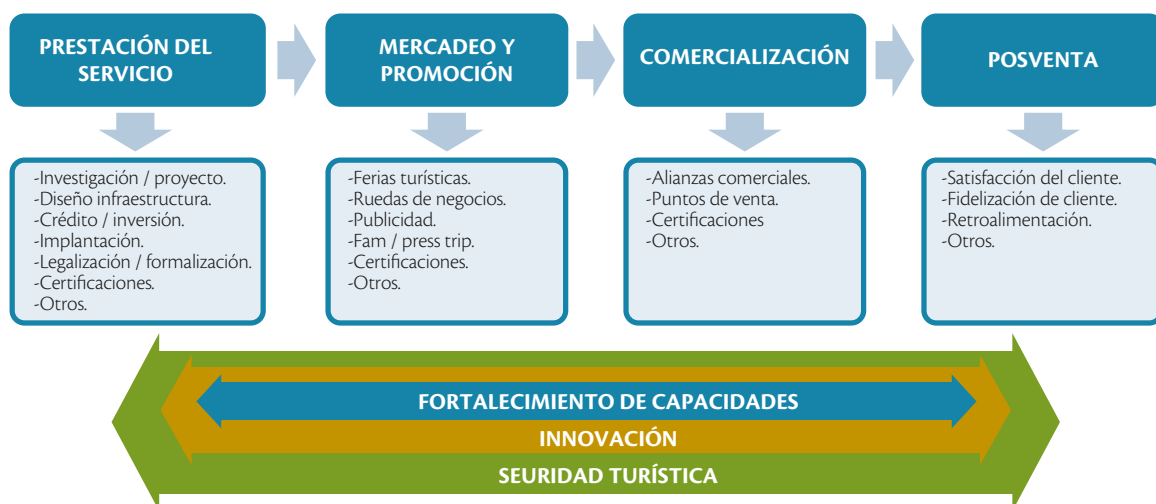 PRESTACIÓN DEL
SERVICIO
MERCADEO Y
PROMOCIÓN
COMERCIALIZACIÓN
POSVENTA
-Investigación / proyecto.
-Diseño infraestructura.
-Crédito / inversión.
-Implantación.
-Legalización / formalización.
-Certificaciones.
-Otros.
-Ferias turísticas.
-Ruedas de negocios.
-Publicidad.
-Fam / press trip.
-Certificaciones.
-Otros.
-Alianzas comerciales.
-Puntos de venta.
-Certificaciones
-Otros.
-Satisfacción del cliente.
-Fidelización de cliente.
-Retroalimentación.
-Otros.
FORTALECIMIENTO DE CAPACIDADES
INNOVACIÓN
SEURIDAD TURÍSTICA